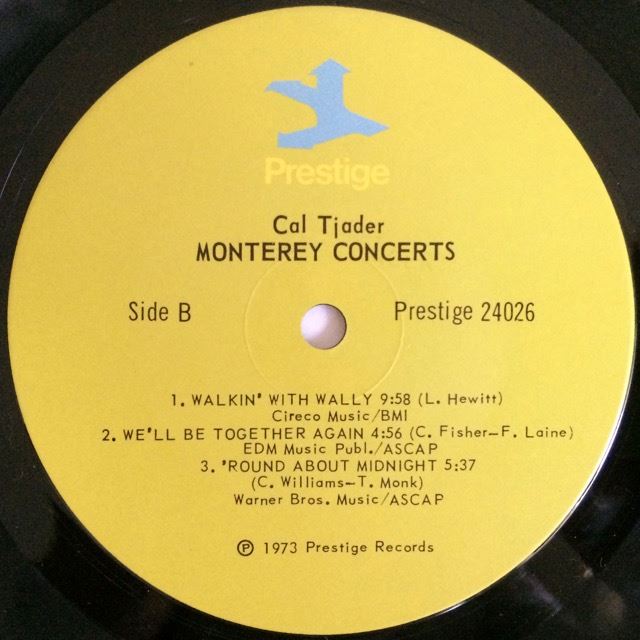 Prestige
Cal Tjader
MONTEREY CONCERTS
Side B
Prestige 24026
1. WALKIN' WITH WALLY 9:58 (L. Hewitt)
Cireco Music/BMI
2. WE'LL BE TOGETHER AGAIN 4:56 (C. Fisher–F. Laine)
EDM Music Publ./ASCAP
3. 'ROUND ABOUT MIDNIGHT 5:37
(C. Williams–T. Monk)
Warner Bros. Music/ASCAP
℗ 1973 Prestige Records